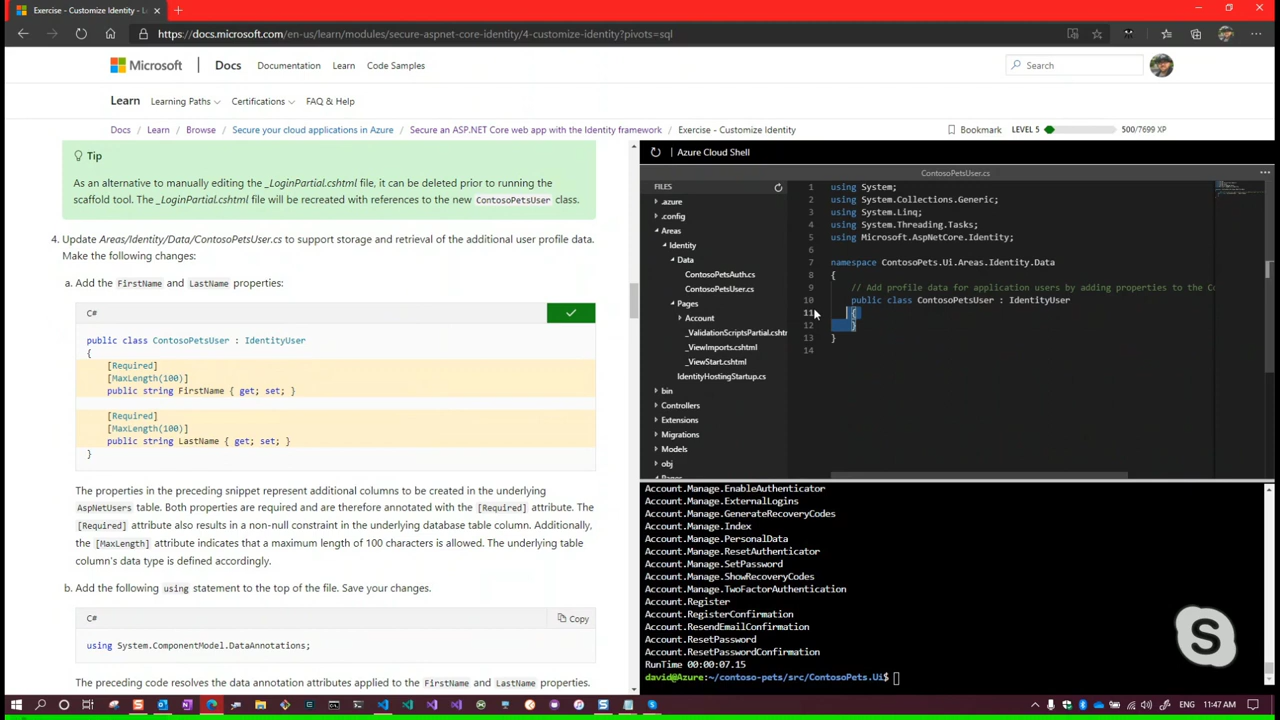 Exercise - Customize Identity - L
https://docs.microsoft.com/en-us/learn/modules/secure-aspnet-core-identity/4-customize-identity?pivots=sql
Microsoft
Docs
Documentation
Learn
Code Samples
Search
Learn
Learning Paths
Certifications
FAQ & Help
Docs
Learn
Browse
Secure your cloud applications in Azure
Secure an ASP.NET Core web app with the Identity framework
Exercise - Customize Identity
Bookmark
LEVEL 5
500/7699 XP
Tip
As an alternative to manually editing the _LoginPartial.cshtml file, it can be deleted prior to running the
scaffold tool. The _LoginPartial.cshtml file will be recreated with references to the new ContosoPetsUser class.
4. Update Areas/Identity/Data/ContosoPetsUser.cs to support storage and retrieval of the additional user profile data.
Make the following changes:
a. Add the FirstName and LastName properties:
C#
public class ContosoPetsUser : IdentityUser
{
[Required]
[MaxLength(100)]
public string FirstName { get; set; }
[Required]
[MaxLength(100)]
public string LastName { get; set; }
}
The properties in the preceding snippet represent additional columns to be created in the underlying
AspNetUsers table. Both properties are required and are therefore annotated with the [Required] attribute. The
[Required] attribute also results in a non-null constraint in the underlying database table column. Additionally,
the [MaxLength] attribute indicates that a maximum length of 100 characters is allowed. The underlying table
column's data type is defined accordingly.
b. Add the following using statement to the top of the file. Save your changes.
C#
Copy
using System.ComponentModel.DataAnnotations;
The preceding code resolves the data annotation attributes applied to the FirstName and LastName properties.
Azure Cloud Shell
ContosoPetsUser.cs
FILES
.azure
.config
Areas
Identity
Data
ContosoPetsAuth.cs
ContosoPetsUser.cs
Pages
Account
_ValidationScriptsPartial.cshtm
_ViewImports.cshtml
_ViewStart.cshtml
IdentityHostingStartup.cs
bin
Controllers
Extensions
Migrations
Models
obj
Pages
1 using System;
2 using System.Collections.Generic;
3 using System.Linq;
4 using System.Threading.Tasks;
5 using Microsoft.AspNetCore.Identity;
6
7 namespace ContosoPets.Ui.Areas.Identity.Data
8 {
9 // Add profile data for application users by adding properties to the Co
10 public class ContosoPetsUser : IdentityUser
11 {
12 }
13 }
14
Account.Manage.EnableAuthenticator
Account.Manage.ExternalLogins
Account.Manage.GenerateRecoveryCodes
Account.Manage.Index
Account.Manage.PersonalData
Account.Manage.ResetAuthenticator
Account.Manage.SetPassword
Account.Manage.ShowRecoveryCodes
Account.Manage.TwoFactorAuthentication
Account.Register
Account.RegisterConfirmation
Account.ResendEmailConfirmation
Account.ResetPassword
Account.ResetPasswordConfirmation
RunTime 00:00:07.15
david@Azure:~/contoso-pets/src/ContosoPets.Ui$
ENG
11:47 AM